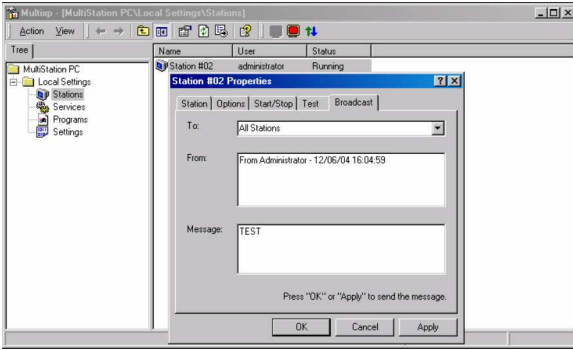 Multixp - [MultiStation PC\Local Settings\Stations]
Action View
Tree
Name User Status
MultiStation PC
Local Settings
Stations
Services
Programs
Settings
Station #02 administrator Running
Station #02 Properties
Station Options Start/Stop Test Broadcast
To: All Stations
From: From Administrator - 12/06/04 16:04:59
Message: TEST
Press "OK" or "Apply" to send the message.
OK Cancel Apply